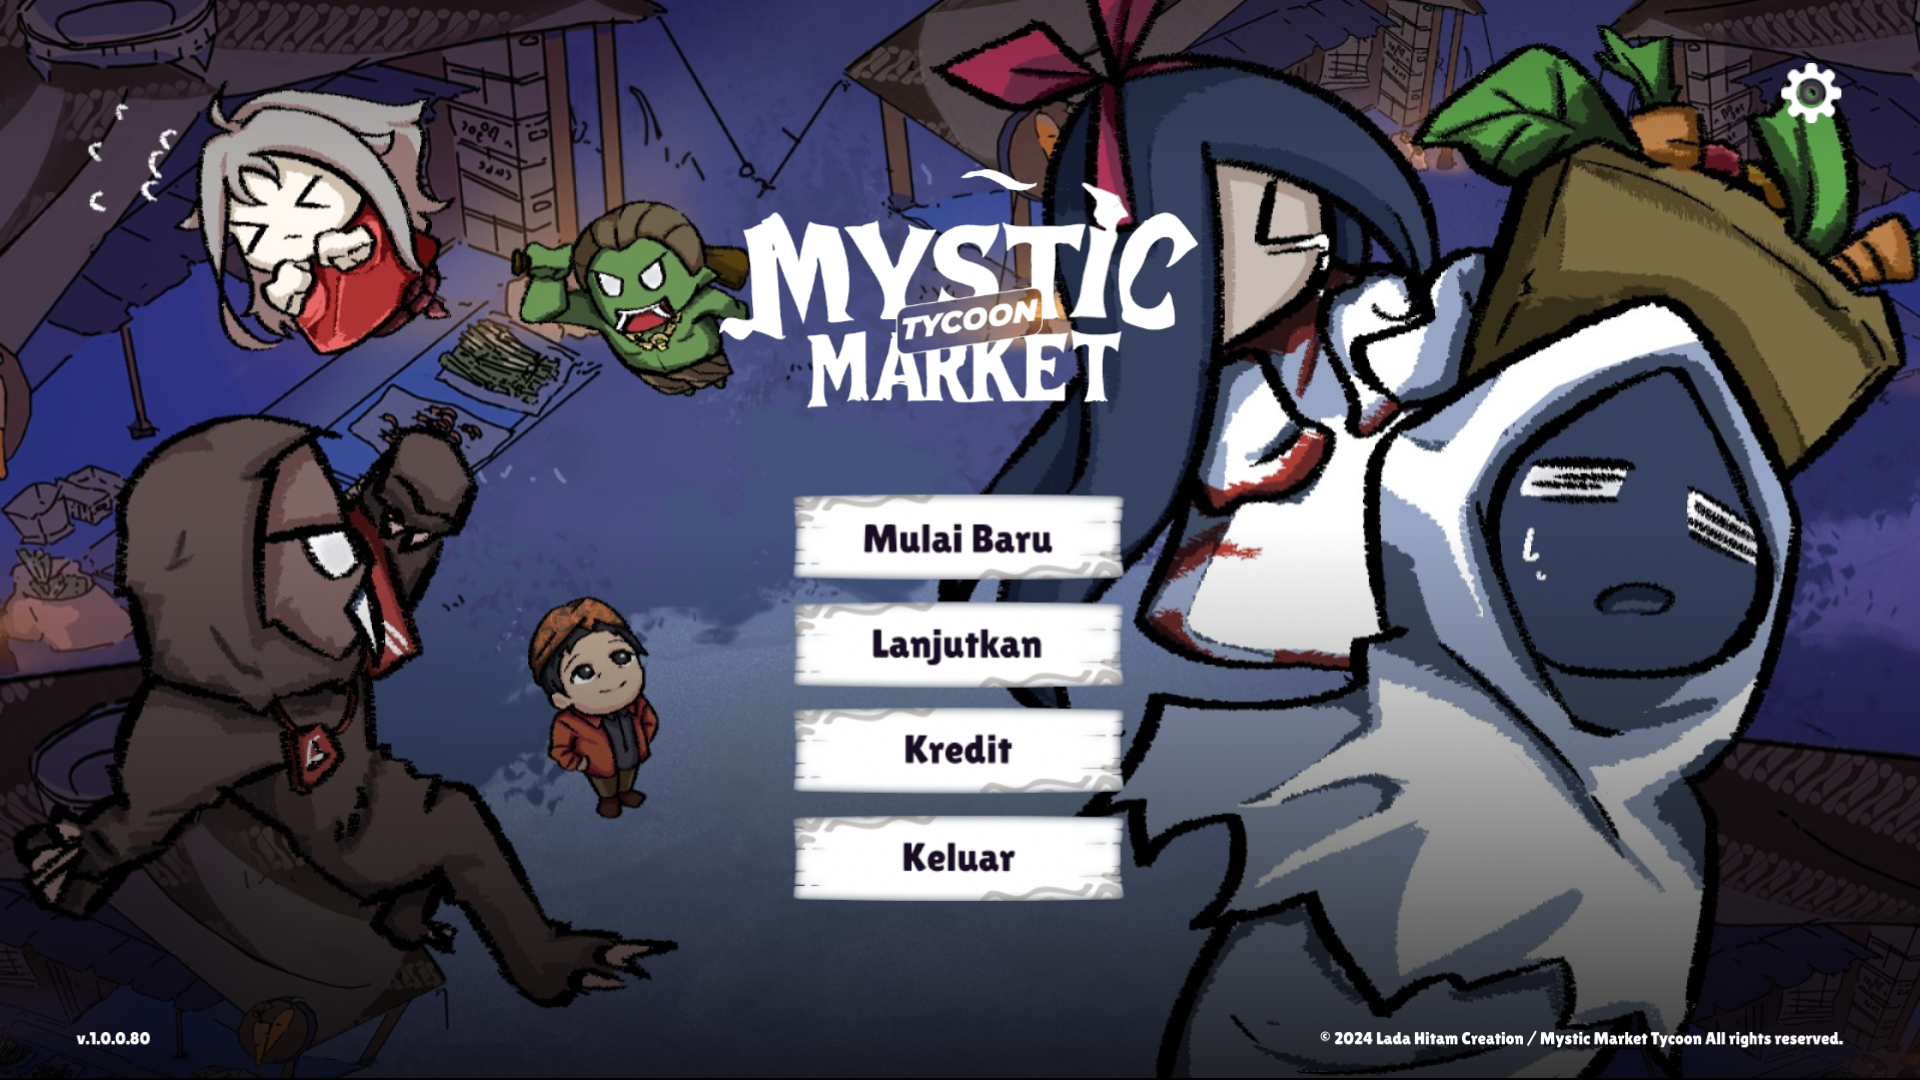 MYSTIC
TYCOON
MARKET
Mulai Baru
Lanjutkan
Kredit
Keluar
v.1.0.0.80
© 2024 Lada Hitam Creation / Mystic Market Tycoon All rights reserved.